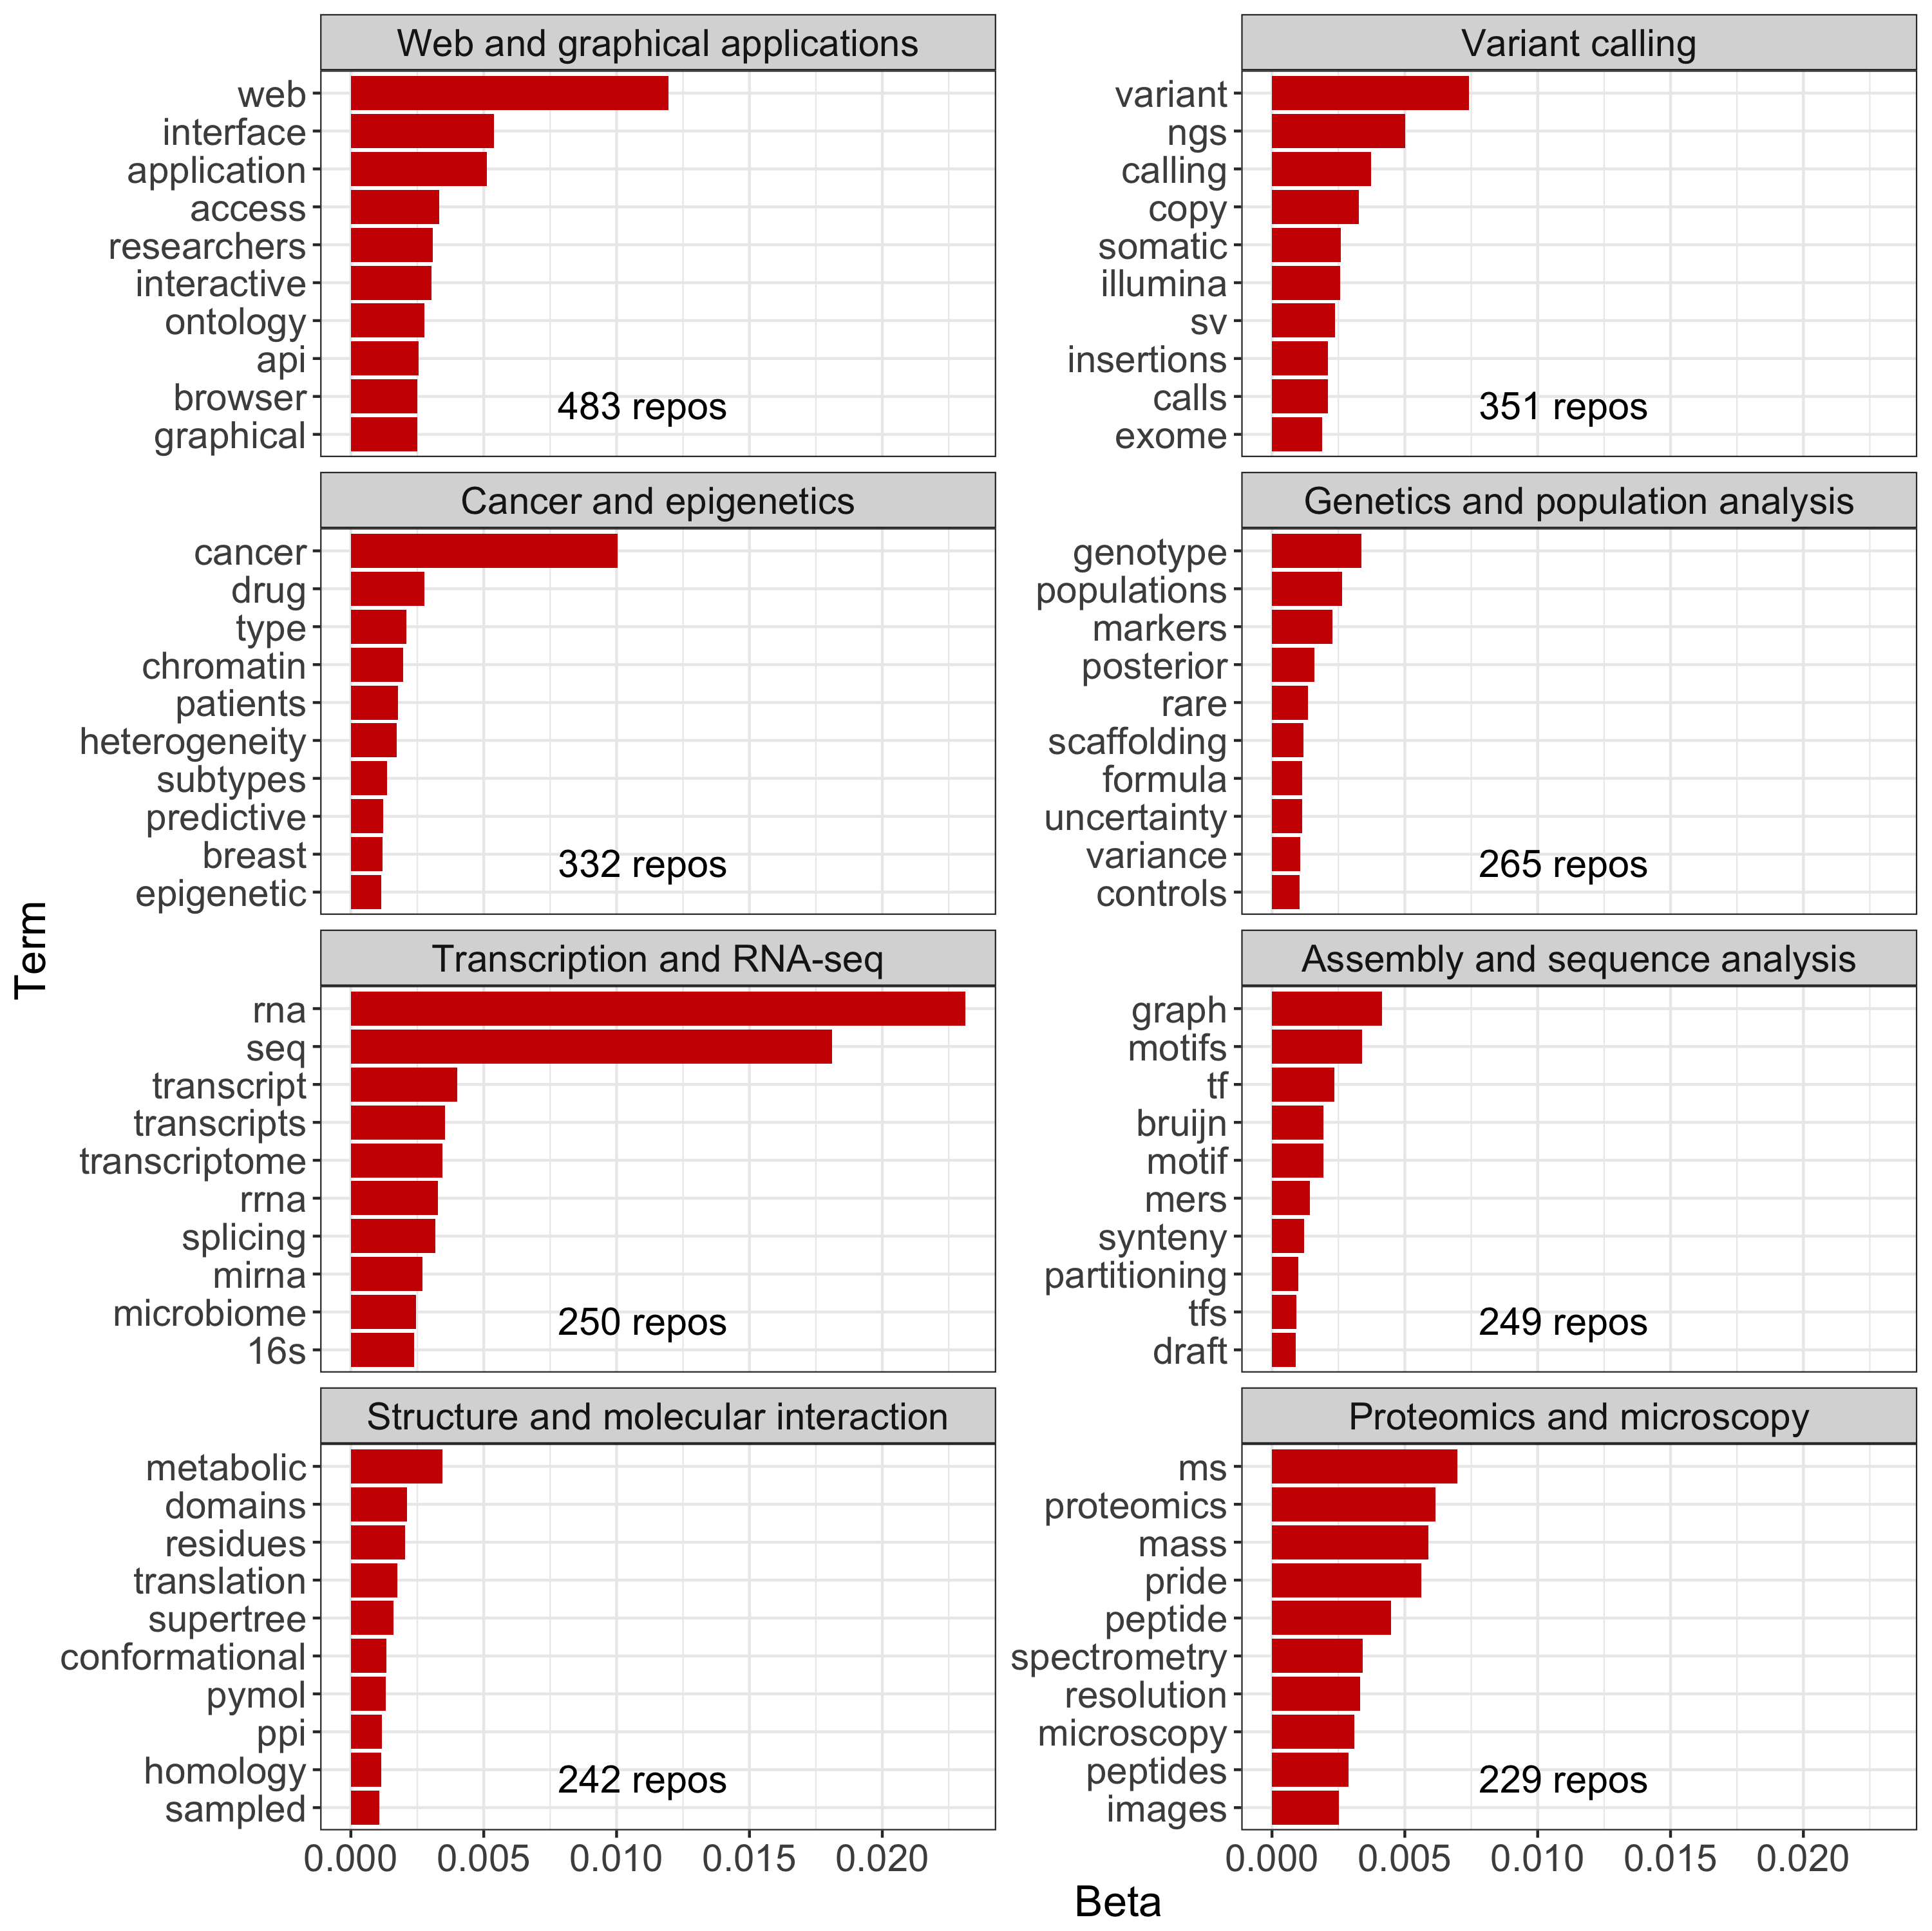 Web and graphical applications
web
interface
application
access
researchers
interactive
ontology
api
browser
graphical
483 repos
Variant calling
variant
ngs
calling
copy
somatic
illumina
sv
insertions
calls
exome
351 repos
Cancer and epigenetics
cancer
drug
type
chromatin
patients
heterogeneity
subtypes
predictive
breast
epigenetic
332 repos
Genetics and population analysis
genotype
populations
markers
posterior
rare
scaffolding
formula
uncertainty
variance
controls
265 repos
Term
Transcription and RNA-seq
rna
seq
transcript
transcripts
transcriptome
rrna
splicing
mirna
microbiome
16s
250 repos
Assembly and sequence analysis
graph
motifs
tf
bruijn
motif
mers
synteny
partitioning
tfs
draft
249 repos
Structure and molecular interaction
metabolic
domains
residues
translation
supertree
conformational
pymol
ppi
homology
sampled
242 repos
0.000 0.005 0.010 0.015 0.020
Proteomics and microscopy
ms
proteomics
mass
pride
peptide
spectrometry
resolution
microscopy
peptides
images
229 repos
0.000 0.005 0.010 0.015 0.020
Beta